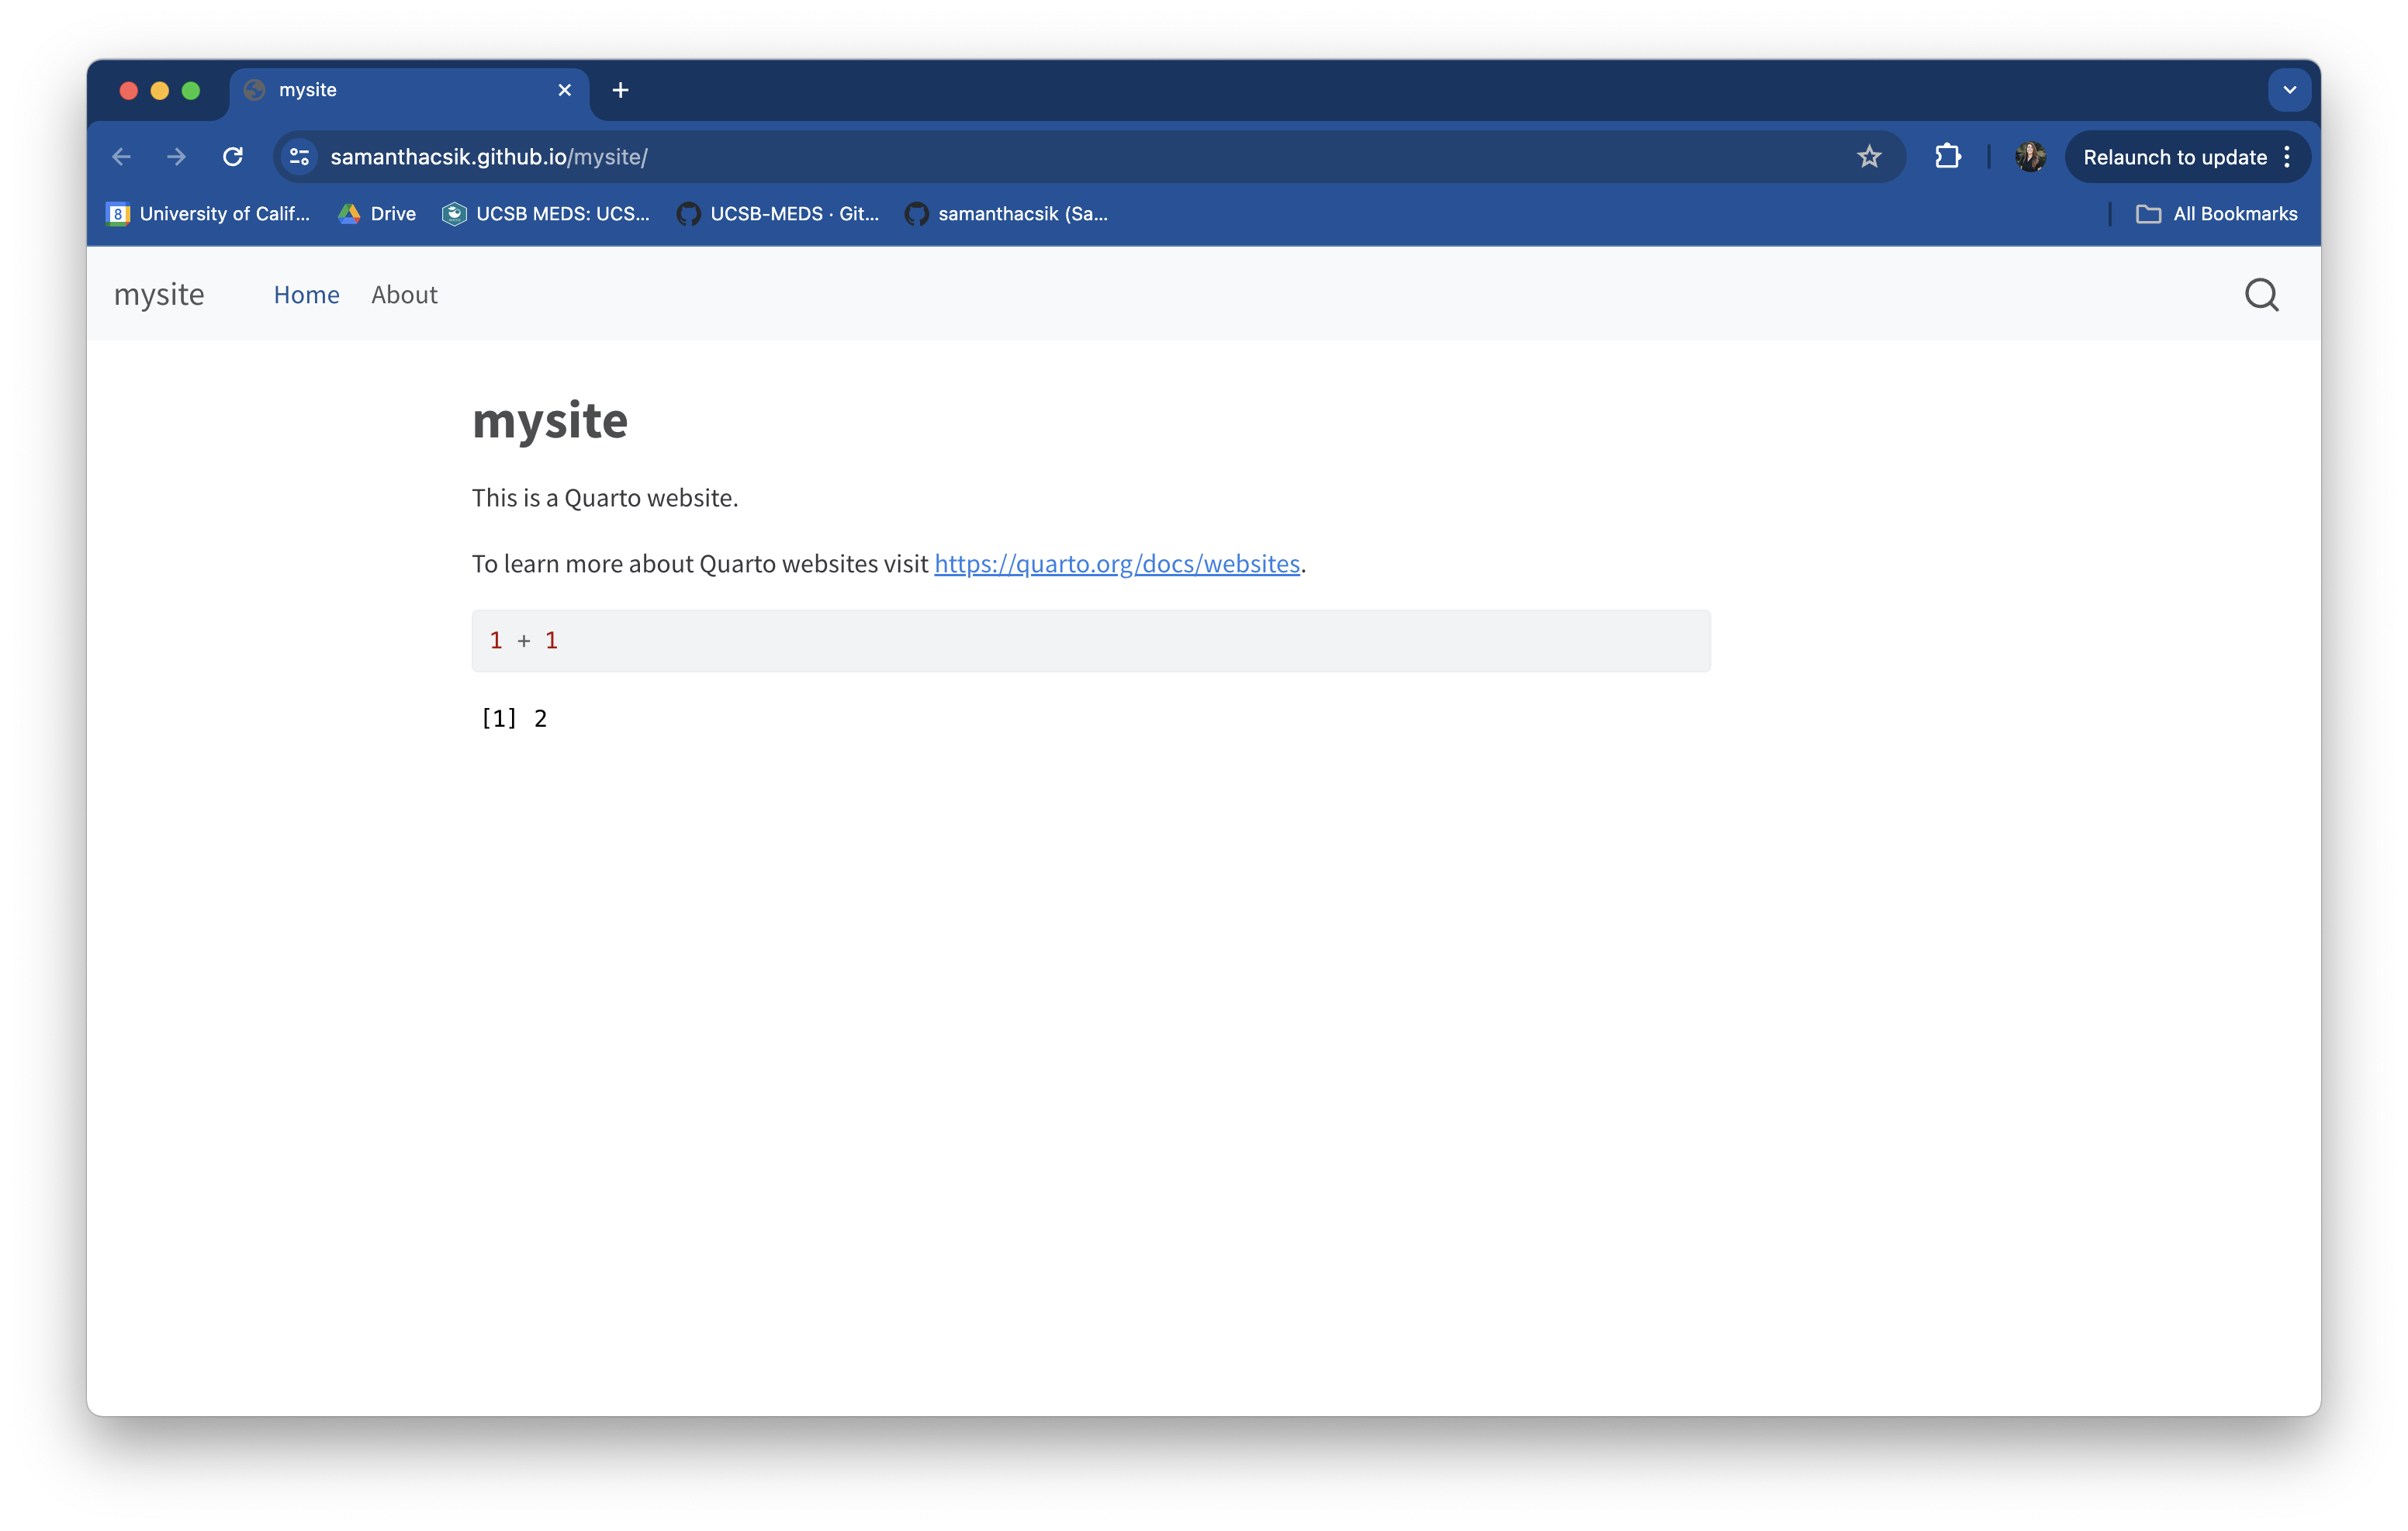 mysite
samanthacsik.github.io/mysite/
Relaunch to update
8 University of Calif... Drive UCSB MEDS: UCS... UCSB-MEDS · Git... samanthacsik (Sa... All Bookmarks
mysite Home About
mysite
This is a Quarto website.
To learn more about Quarto websites visit https://quarto.org/docs/websites.
1 + 1
[1] 2